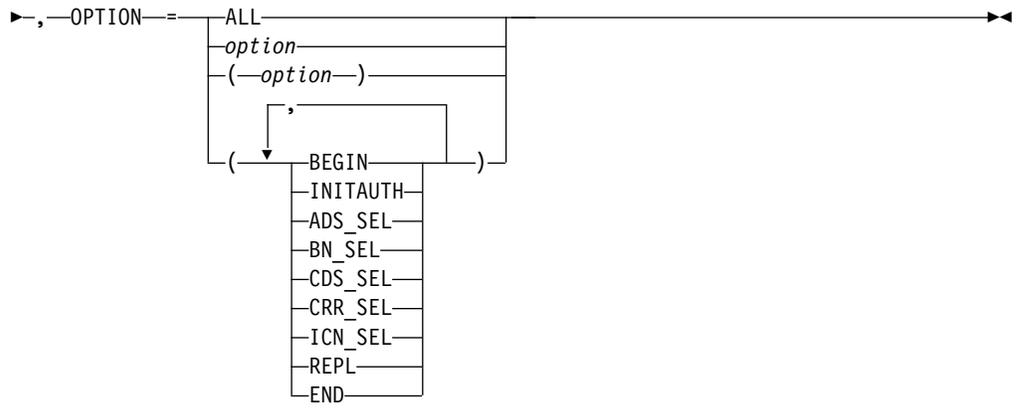 , OPTION = ALL
option
( option )
,
( BEGIN )
INITAUTH
ADS_SEL
BN_SEL
CDS_SEL
CRR_SEL
ICN_SEL
REPL
END